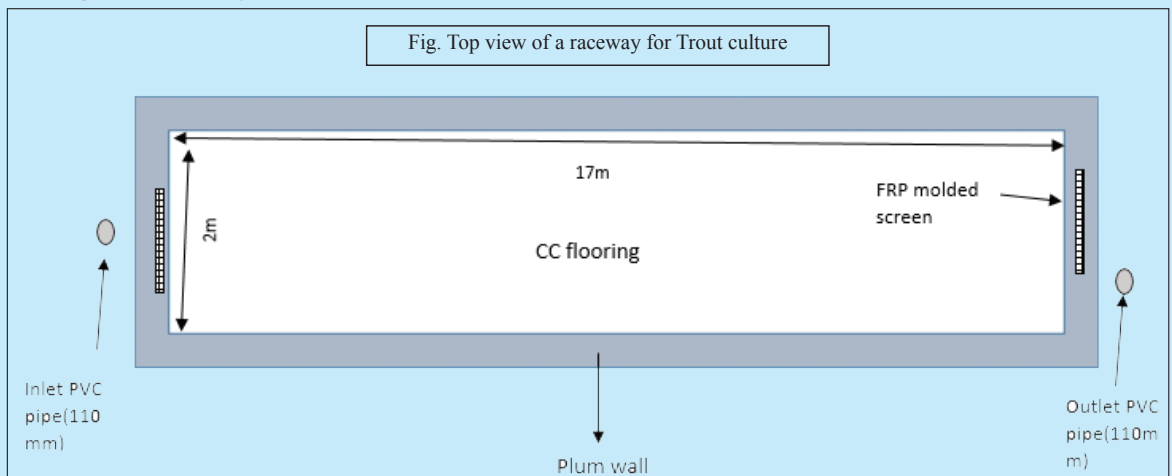 Fig. Top view of a raceway for Trout culture
17m
2m
FRP molded
screen
CC flooring
Inlet PVC
pipe(110
mm)
Outlet PVC
pipe(110m
m)
Plum wall